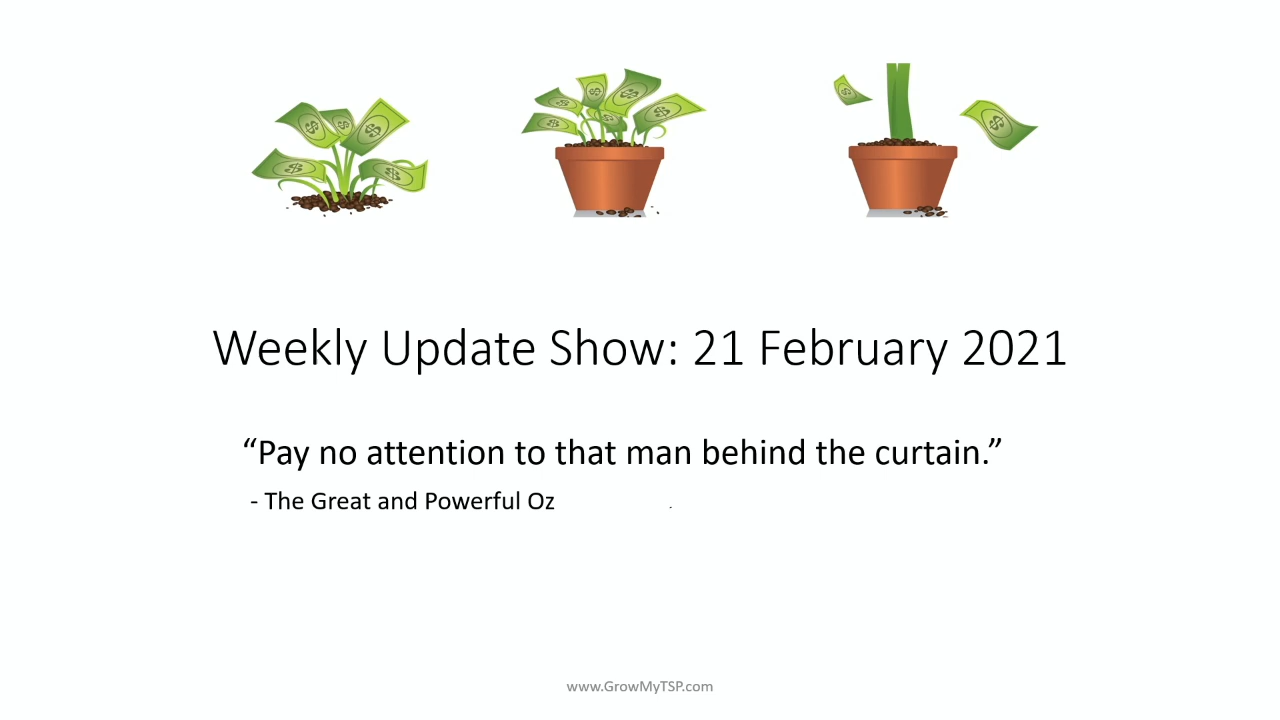 Weekly Update Show: 21 February 2021
“Pay no attention to that man behind the curtain.”
- The Great and Powerful Oz
www.GrowMyTSP.com